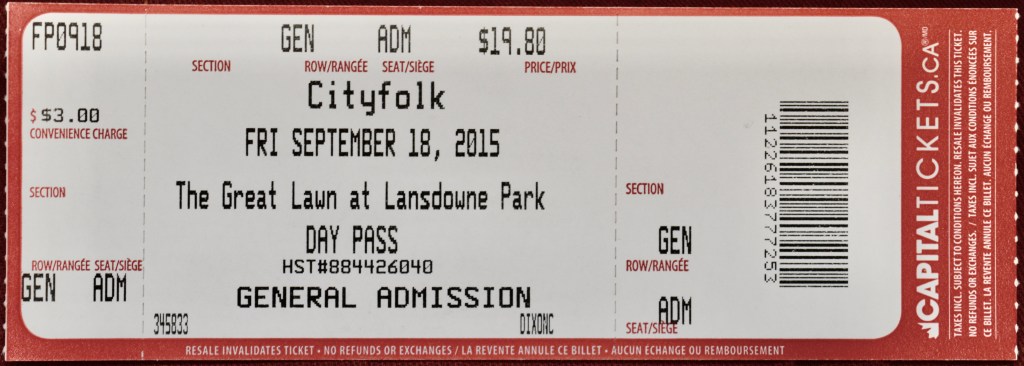 FP0918
$ $3.00
CONVENIENCE CHARGE
SECTION
ROW/RANGÉE SEAT/SIÈGE
GEN ADM
GEN ADM $19.80
SECTION ROW/RANGÉE SEAT/SIÈGE PRICE/PRIX
Cityfolk
FRI SEPTEMBER 18, 2015
The Great Lawn at Lansdowne Park
DAY PASS
HST#884426040
GENERAL ADMISSION
345833 DIXONC
SECTION
GEN
ROW/RANGÉE
ADM
SEAT/SIÈGE
112261837777253
CAPITALTICKETS.CA®·MD
TAXES INCL. SUBJECT TO CONDITIONS HEREON. RESALE INVALIDATES THIS TICKET.
NO REFUNDS OR EXCHANGES. / TAXES INCL. SUJET AUX CONDITIONS ÉNONCÉES SUR
CE BILLET. LA REVENTE ANNULE CE BILLET. AUCUN ÉCHANGE OU REMBOURSEMENT.
RESALE INVALIDATES TICKET • NO REFUNDS OR EXCHANGES / LA REVENTE ANNULE CE BILLET • AUCUN ÉCHANGE OU REMBOURSEMENT